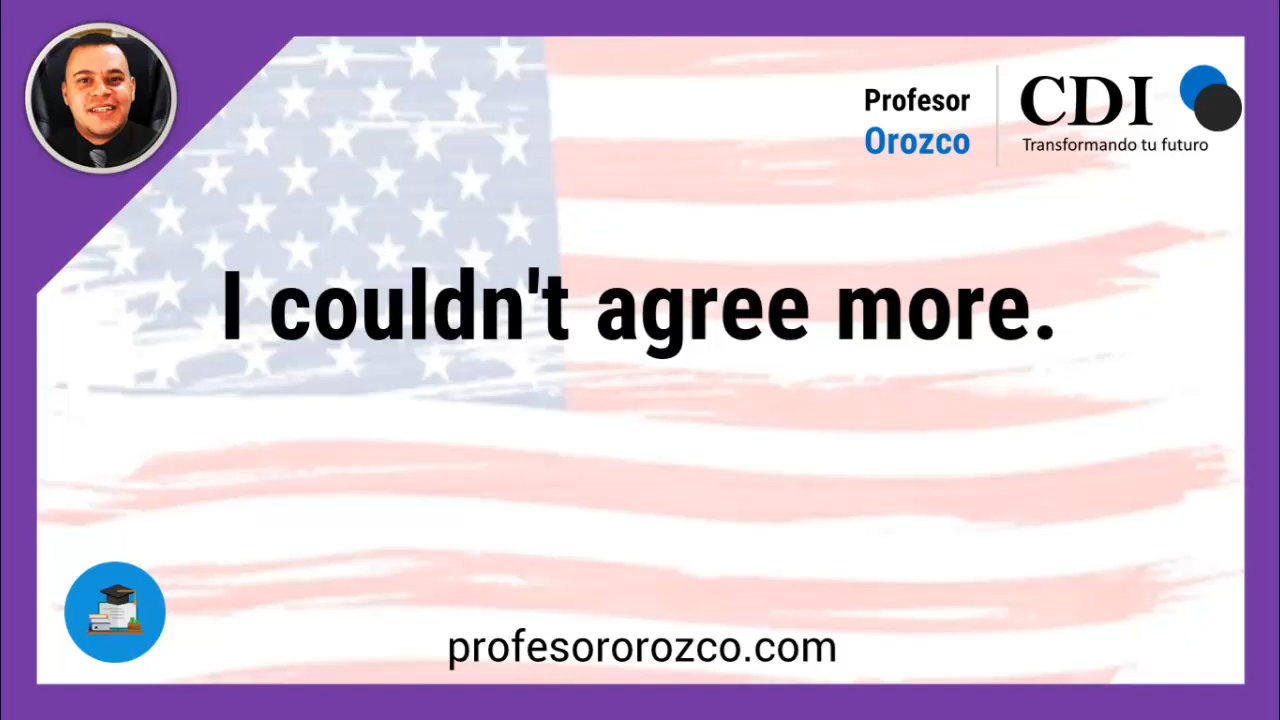 Profesor
Orozco
CDI
Transformando tu futuro
I couldn't agree more.
profesororozco.com